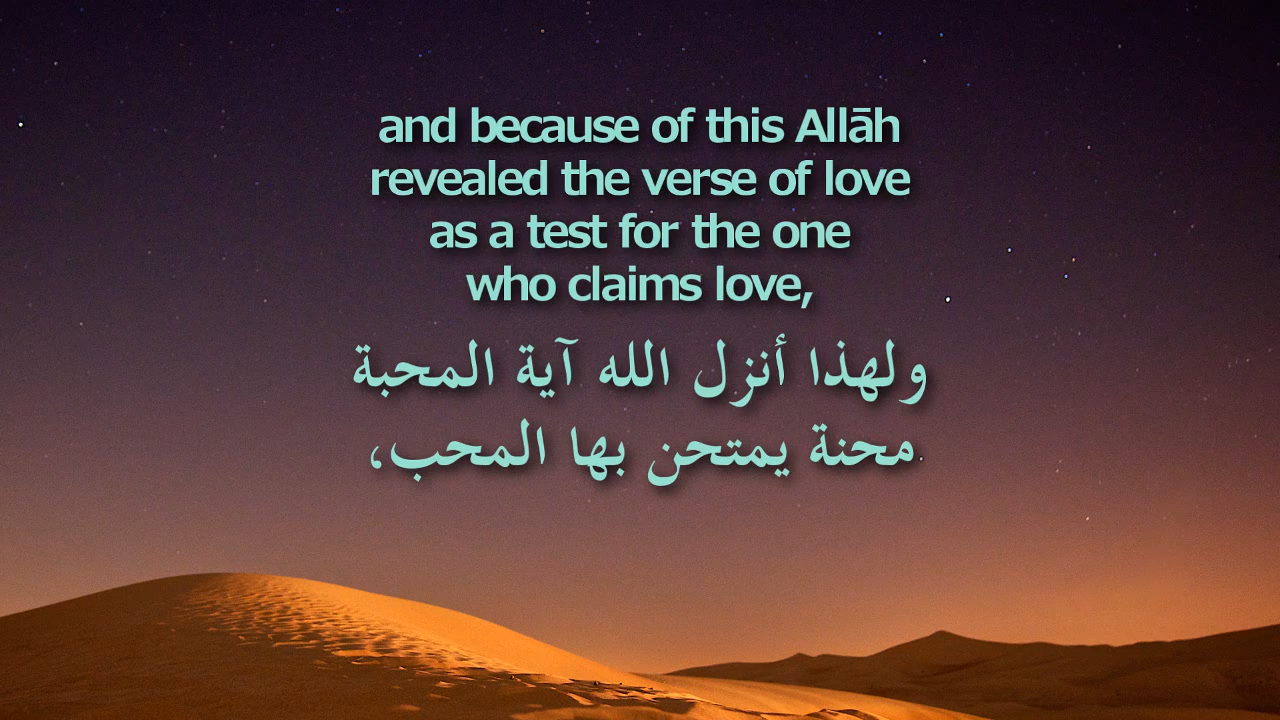 and because of this Allāh
revealed the verse of love
as a test for the one
who claims love,
ولهذا أنزل الله آية المحبة
محنة يمتحن بها المحب،